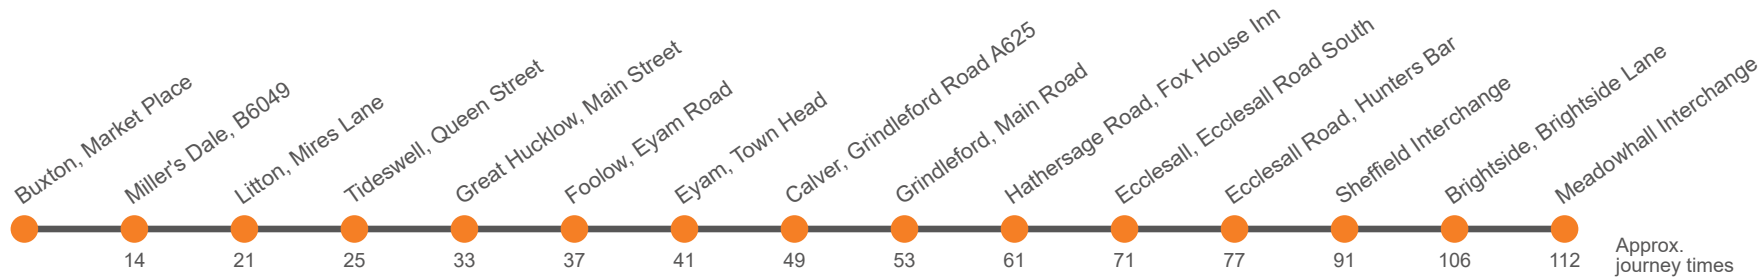 Buxton, Market Place
Miller's Dale, B6049
Litton, Mires Lane
Tideswell, Queen Street
Great Hucklow, Main Street
Foolow, Eyam Road
Eyam, Town Head
Calver, Grindleford Road A625
Grindleford, Main Road
Hathersage Road, Fox House Inn
Ecclesall, Ecclesall Road South
Ecclesall Road, Hunters Bar
Sheffield Interchange
Brightside, Brightside Lane
Meadowhall Interchange
14 21 25 33 37 41 49 53 61 71 77 91 106 112
Approx.
journey times